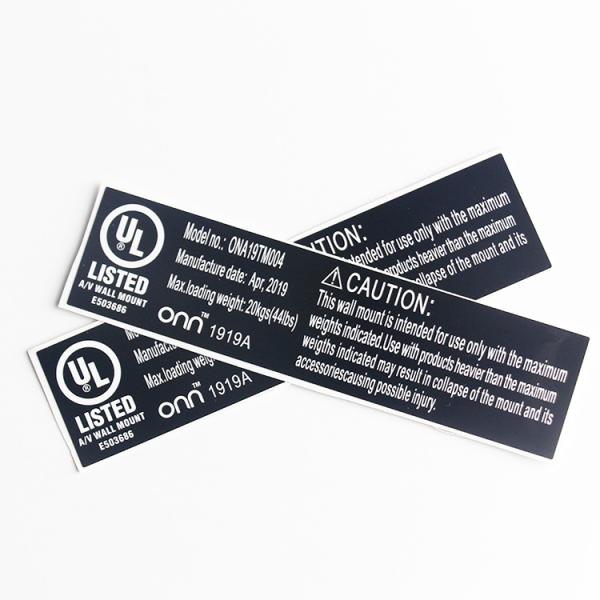 UL
®
LISTED
A/V WALL MOUNT
E503686
Model no.: ONA19TM004
Manufacture date: Apr, 2019
Max.loading weight: 20kgs(44lbs)
onn™ 1919A
⚠CAUTION:
This wall mount is intended for use only with the maximum
weights indicated.Use with products heavier than the maximum
weigths indicated may result in collapse of the mount and its
accessoriescausing possible injury.
UL
®
LISTED
A/V WALL MOUNT
E503686
Max.loading
onn™ 1919A
for use only with the maximum
products heavier than the maximum
collapse of the mount and its